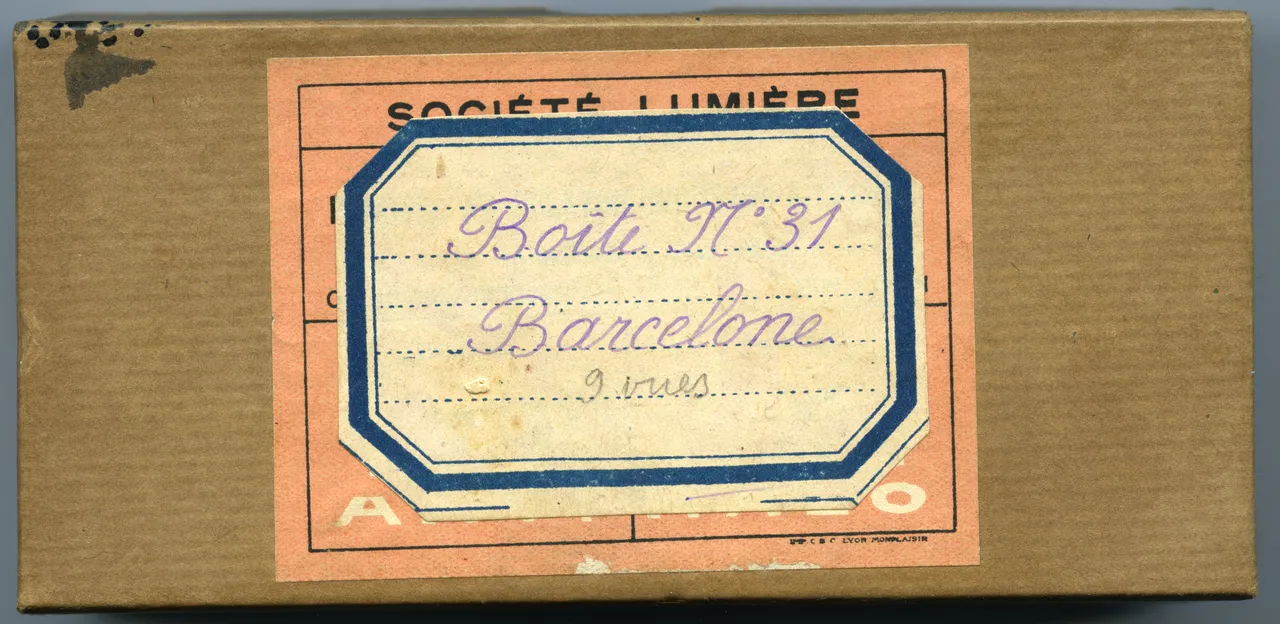 SOCIÉTÉ LUMIÈRE
Boîte N° 31
Barcelone
9 vues
IMP. C & C LYON MONPLAISIR